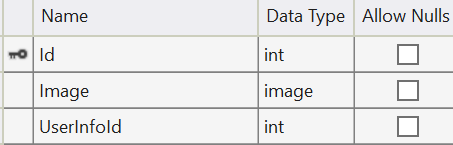 Name Data Type Allow Nulls
Id int
Image image
UserInfoId int